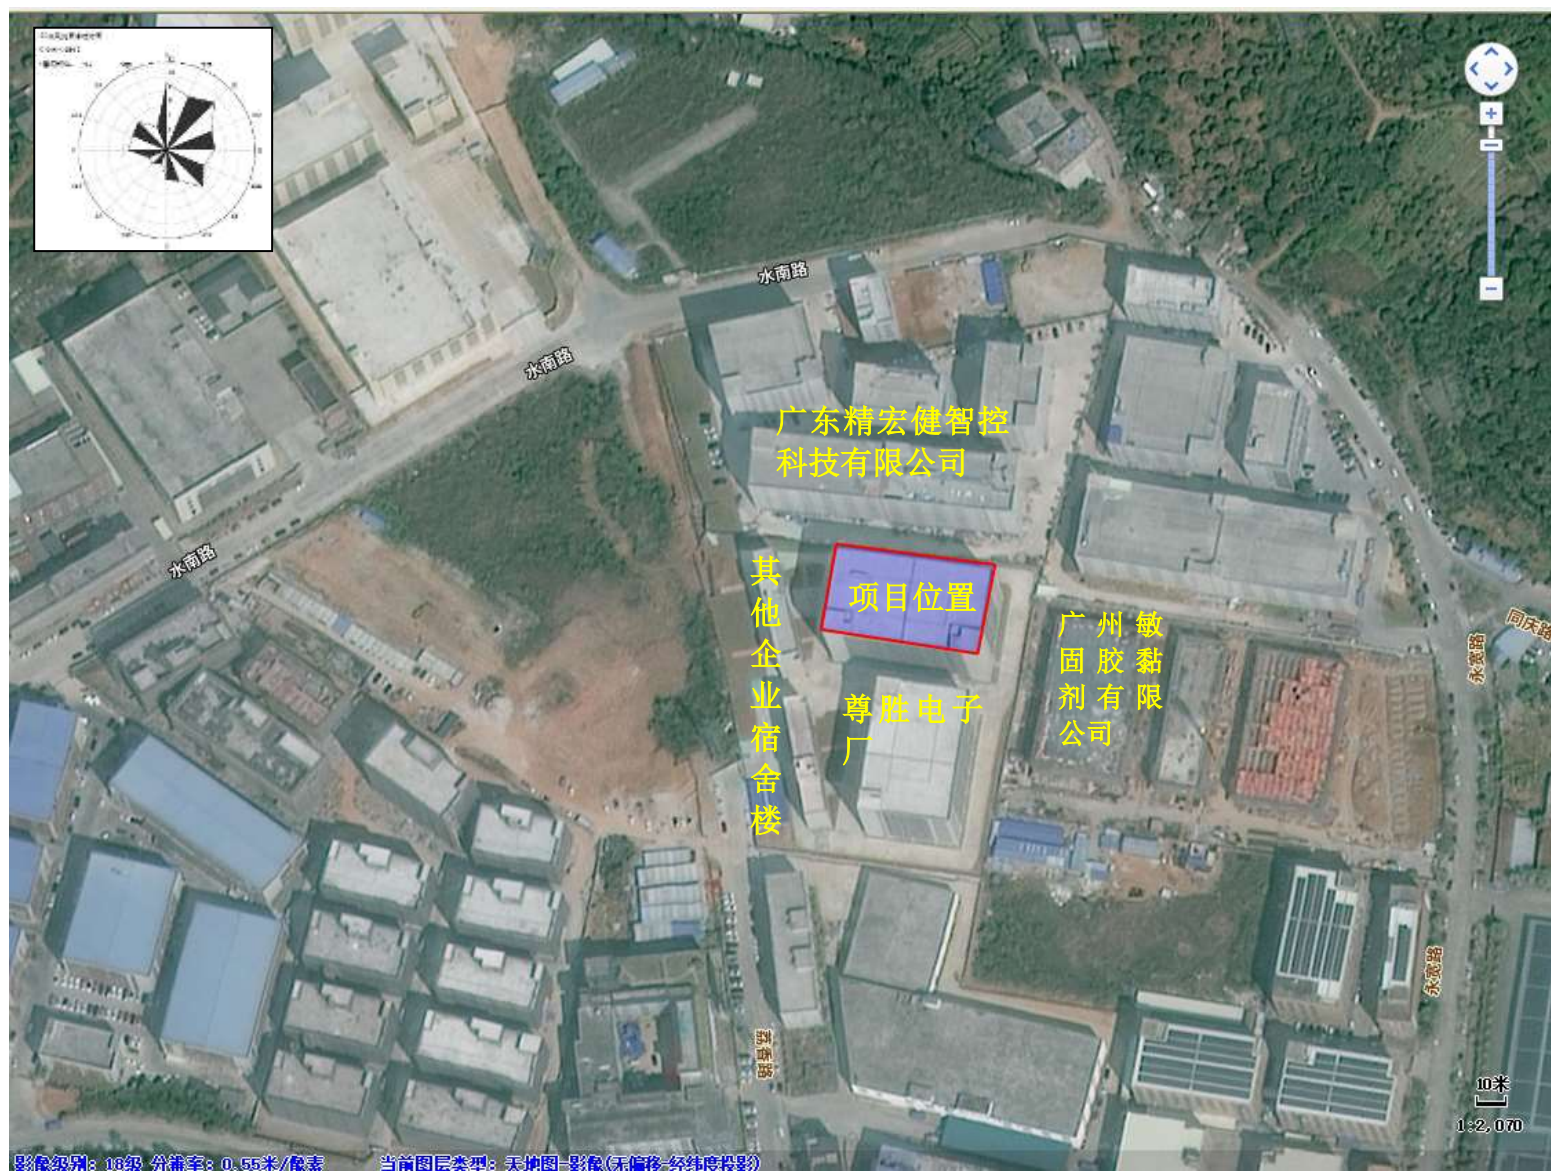 水南路
水南路
水南路
广东精宏健智控
科技有限公司
项目位置
其他企业宿舍楼
尊胜电子
厂
广州敏
固胶黏
剂有限
公司
同庆路
永宽路
永宽路
荔香路
10米
1:2,070
影像级别：18级 分辨率：0.55米/像素 当前图层类型：天地图-影像(无偏移-经纬度投影)